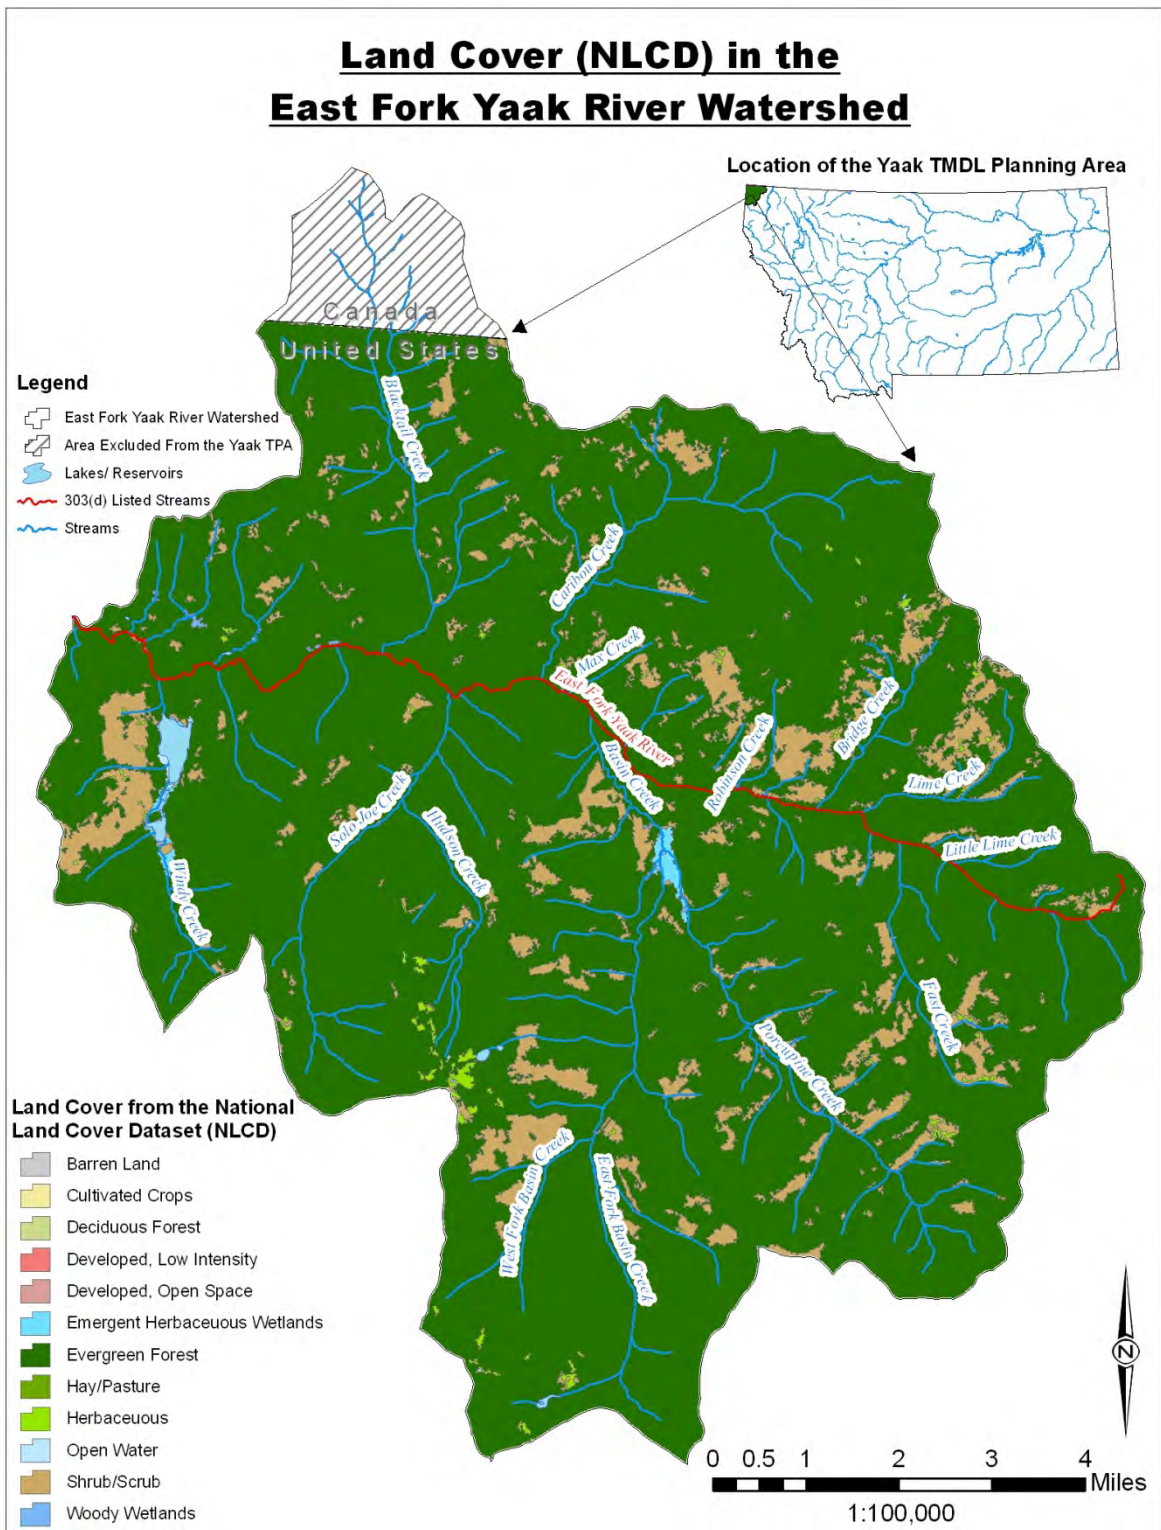 Land Cover (NLCD) in the
East Fork Yaak River Watershed
Location of the Yaak TMDL Planning Area
Canada
United States
Legend
East Fork Yaak River Watershed
Area Excluded From the Yaak TPA
Lakes/ Reservoirs
303(d) Listed Streams
Streams
Blacktail Creek
Caribou Creek
Max Creek
East Fork Yaak River
Basin Creek
Robinson Creek
Bridge Creek
Lime Creek
Little Lime Creek
Solo Joe Creek
Hudson Creek
Windy Creek
East Creek
Porcupine Creek
West Fork Basin Creek
East Fork Basin Creek
Land Cover from the National
Land Cover Dataset (NLCD)
Barren Land
Cultivated Crops
Deciduous Forest
Developed, Low Intensity
Developed, Open Space
Emergent Herbaceuous Wetlands
Evergreen Forest
Hay/Pasture
Herbaceuous
Open Water
Shrub/Scrub
Woody Wetlands
N
0 0.5 1 2 3 4
Miles
1:100,000